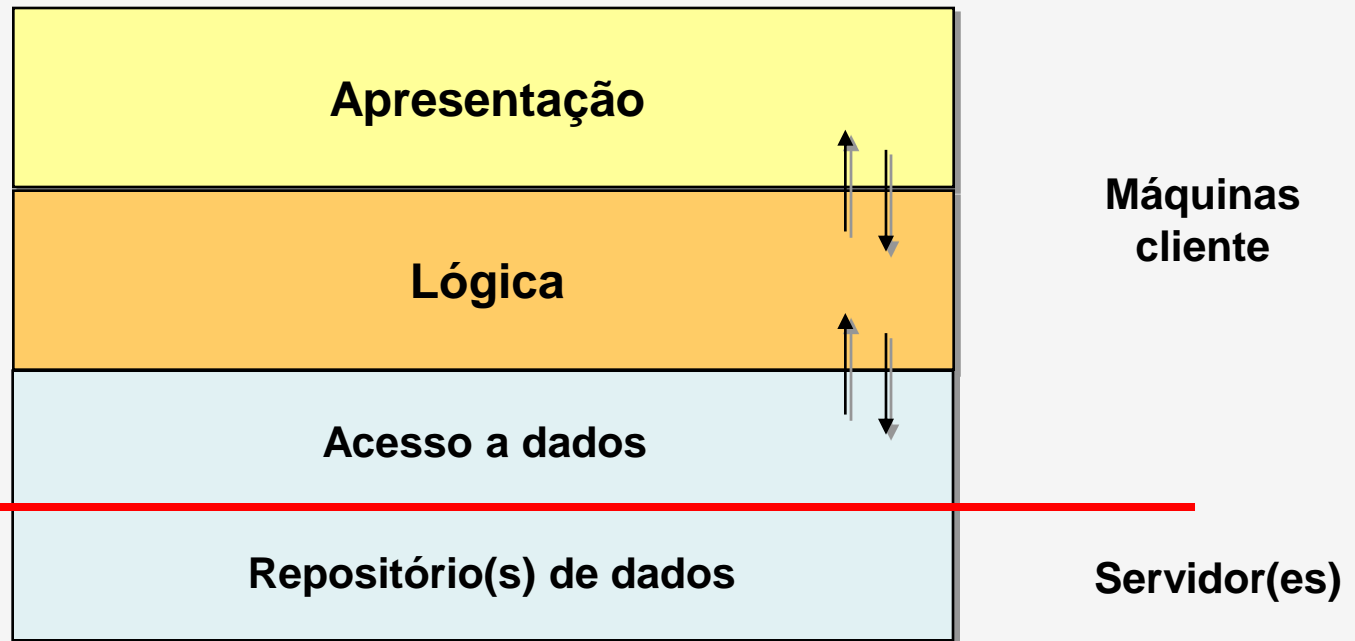 Apresentação
Máquinas
cliente
Lógica
Acesso a dados
Repositório(s) de dados
Servidor(es)